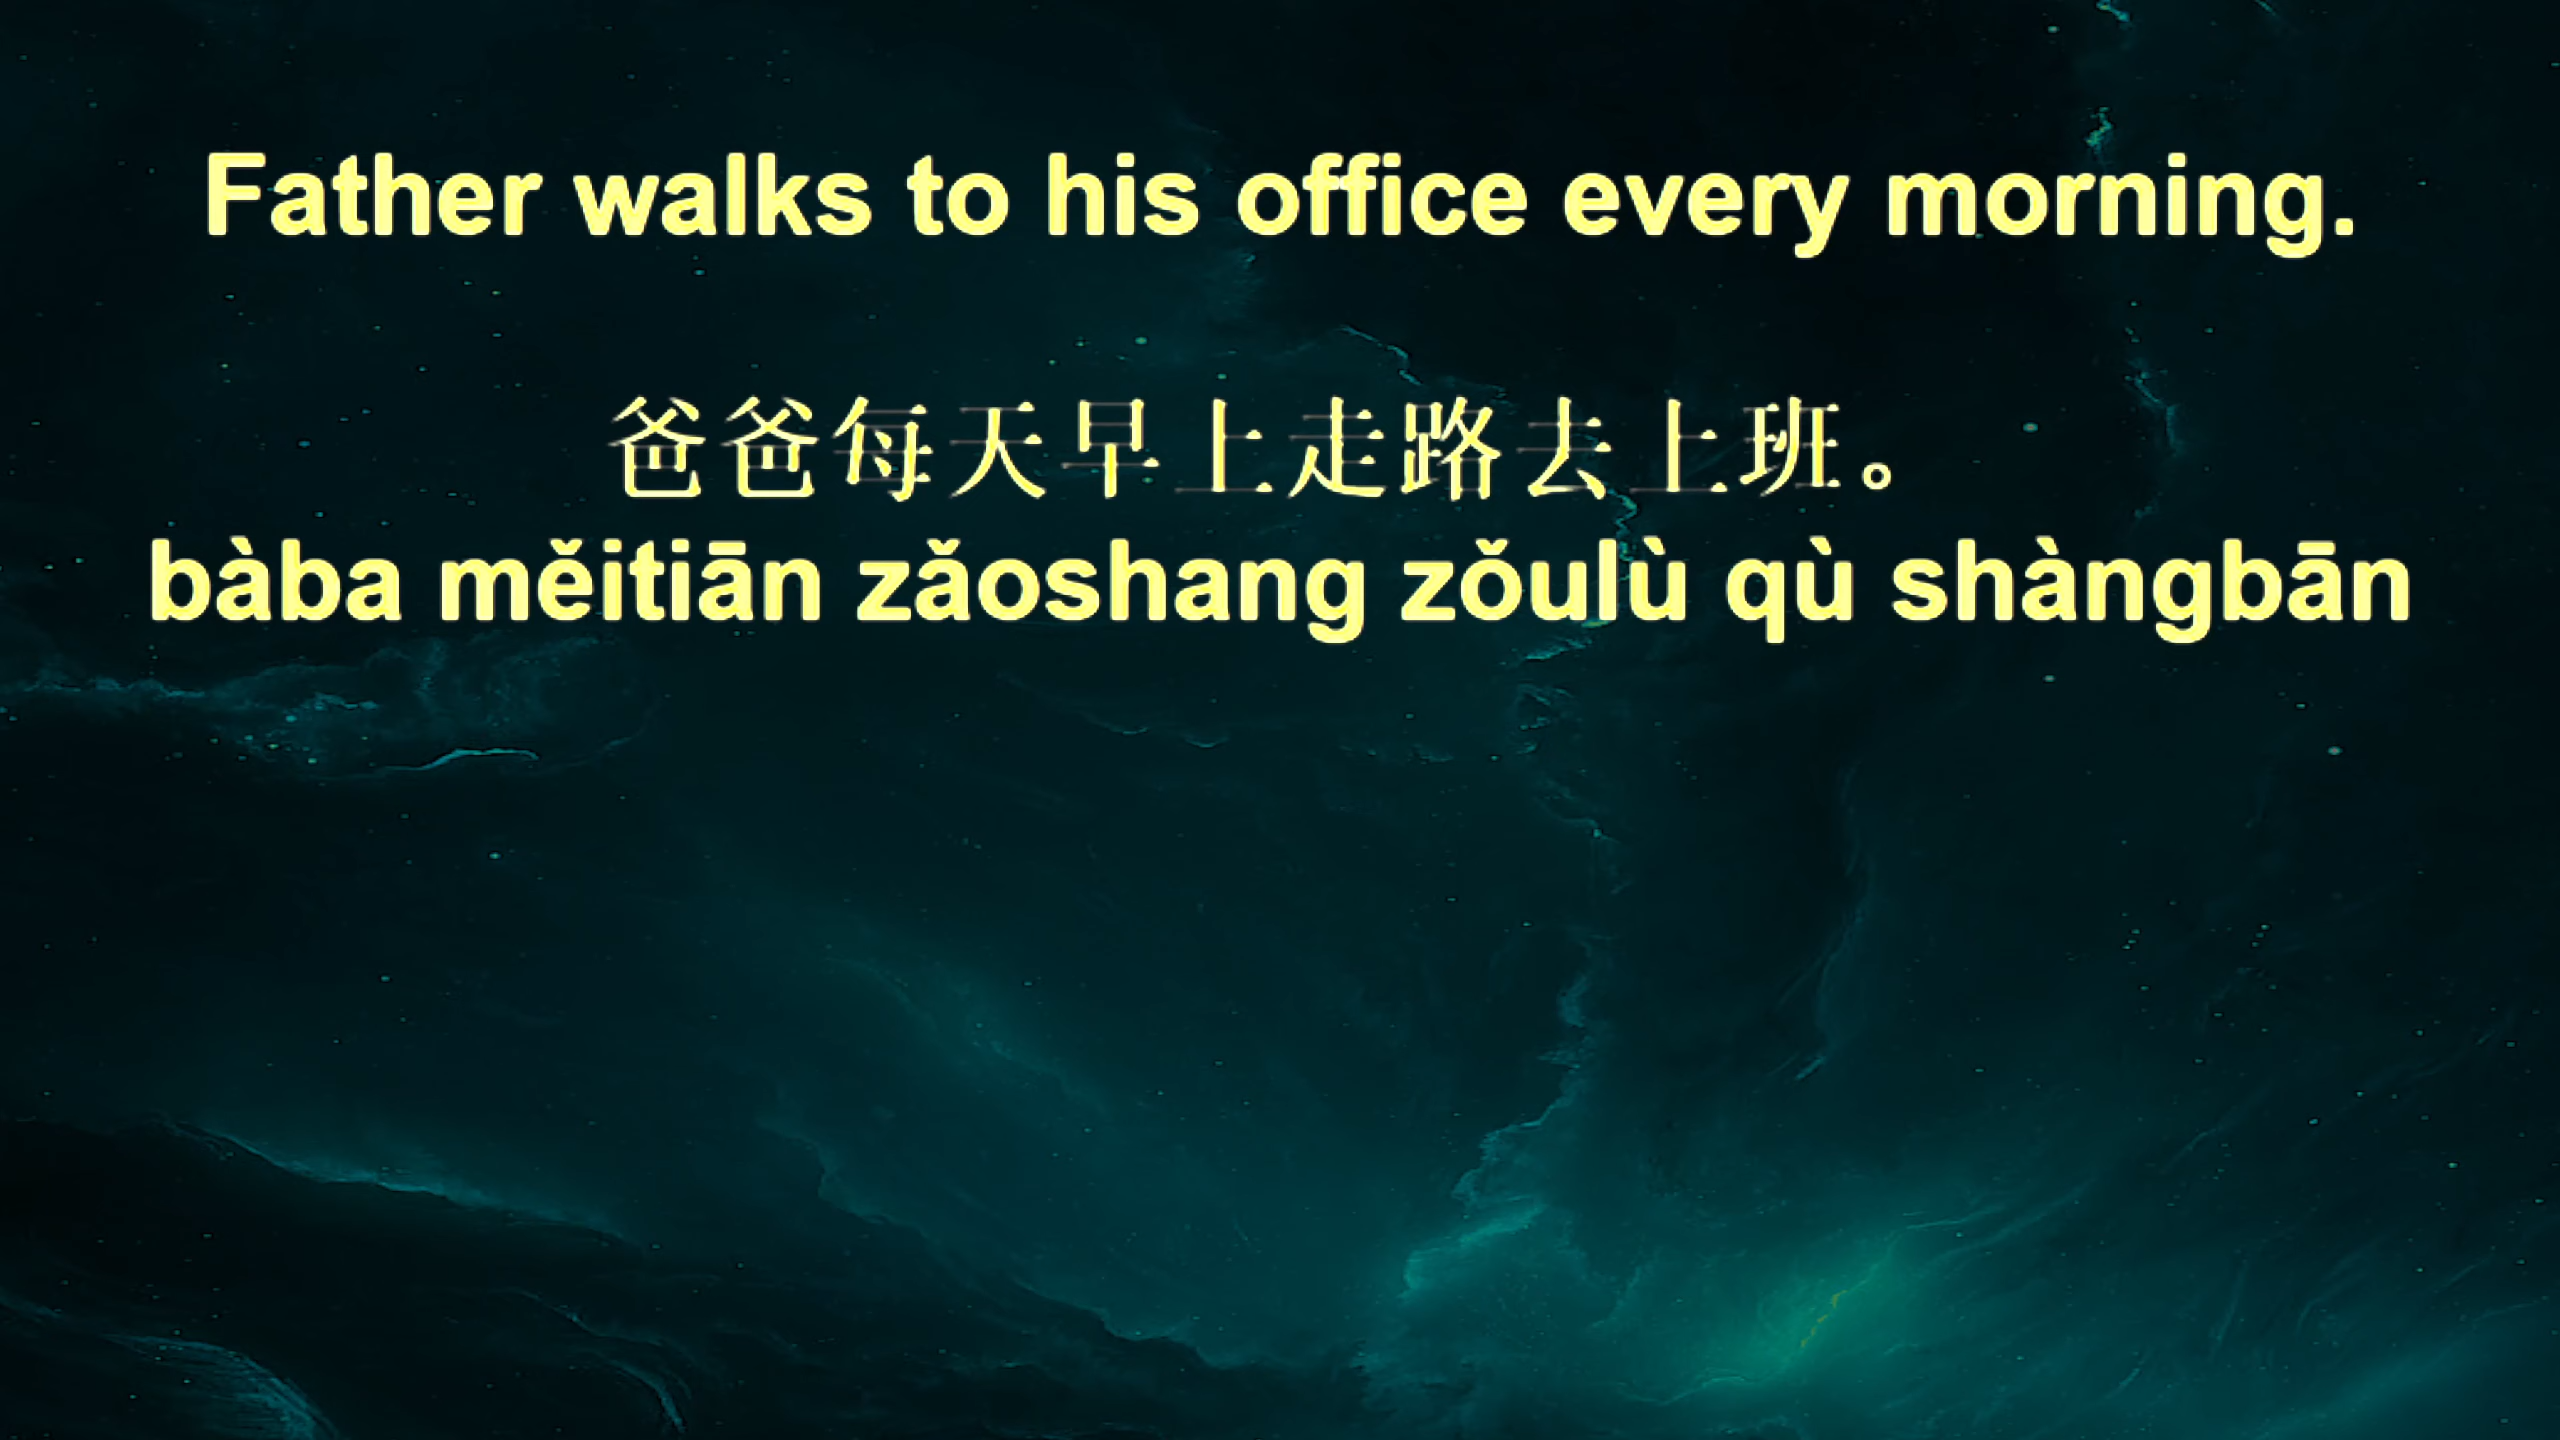 Father walks to his office every morning.
爸爸每天早上走路去上班。
bàba měitiān zǎoshang zǒulù qù shàngbān